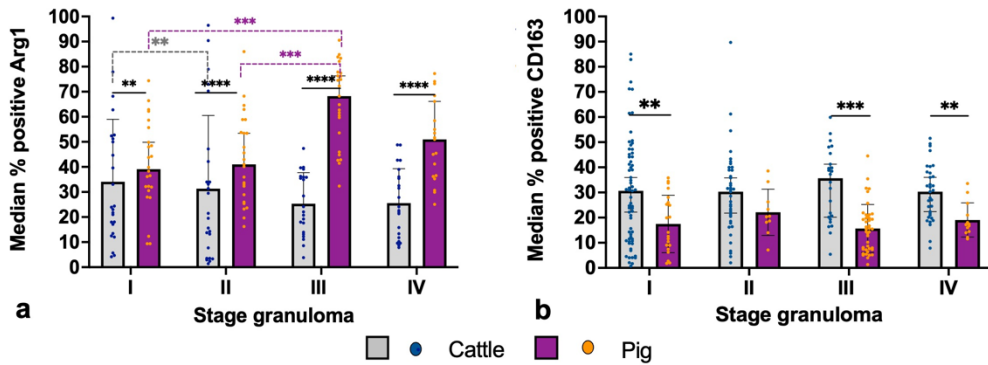 Median % positive Arg1
100
90
80
70
60
50
40
30
20
10
0
***
**
***
** **** **** ****
I II III IV
Stage granuloma
a
Median % positive CD163
100
90
80
70
60
50
40
30
20
10
0
** *** **
I II III IV
Stage granuloma
b
Cattle Pig